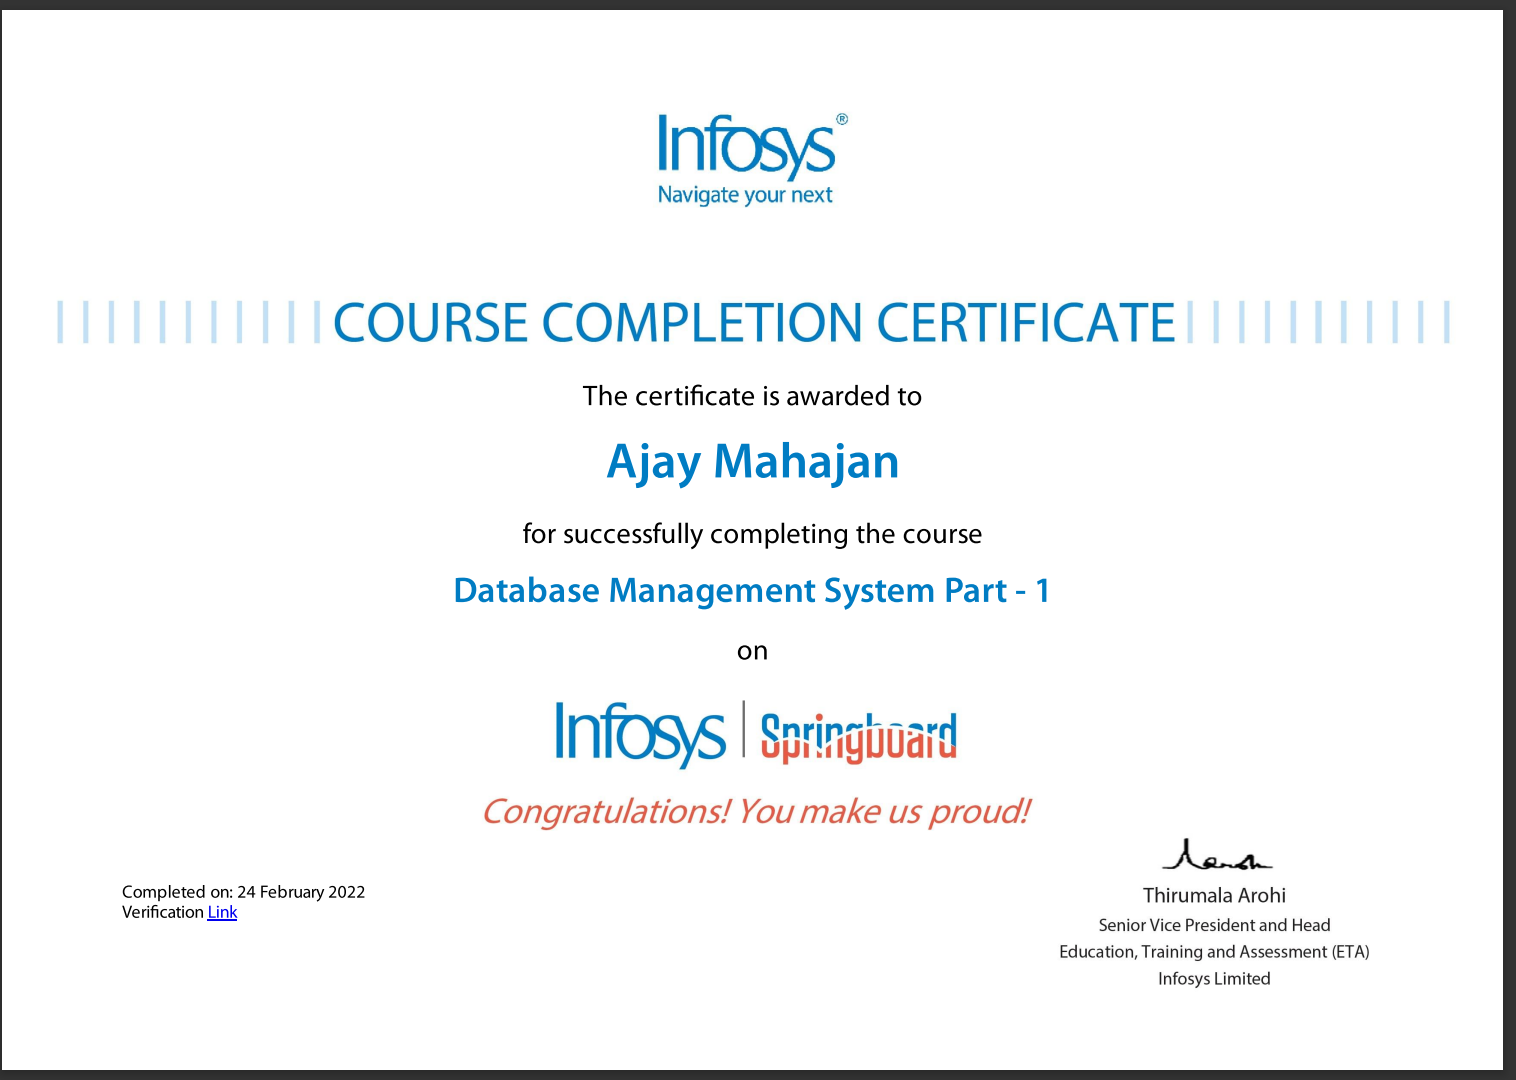 Infosys®
Navigate your next
COURSE COMPLETION CERTIFICATE
The certificate is awarded to
Ajay Mahajan
for successfully completing the course
Database Management System Part - 1
on
Infosys | Springboard
Congratulations! You make us proud!
Completed on: 24 February 2022
Verification Link
Thirumala Arohi
Senior Vice President and Head
Education, Training and Assessment (ETA)
Infosys Limited